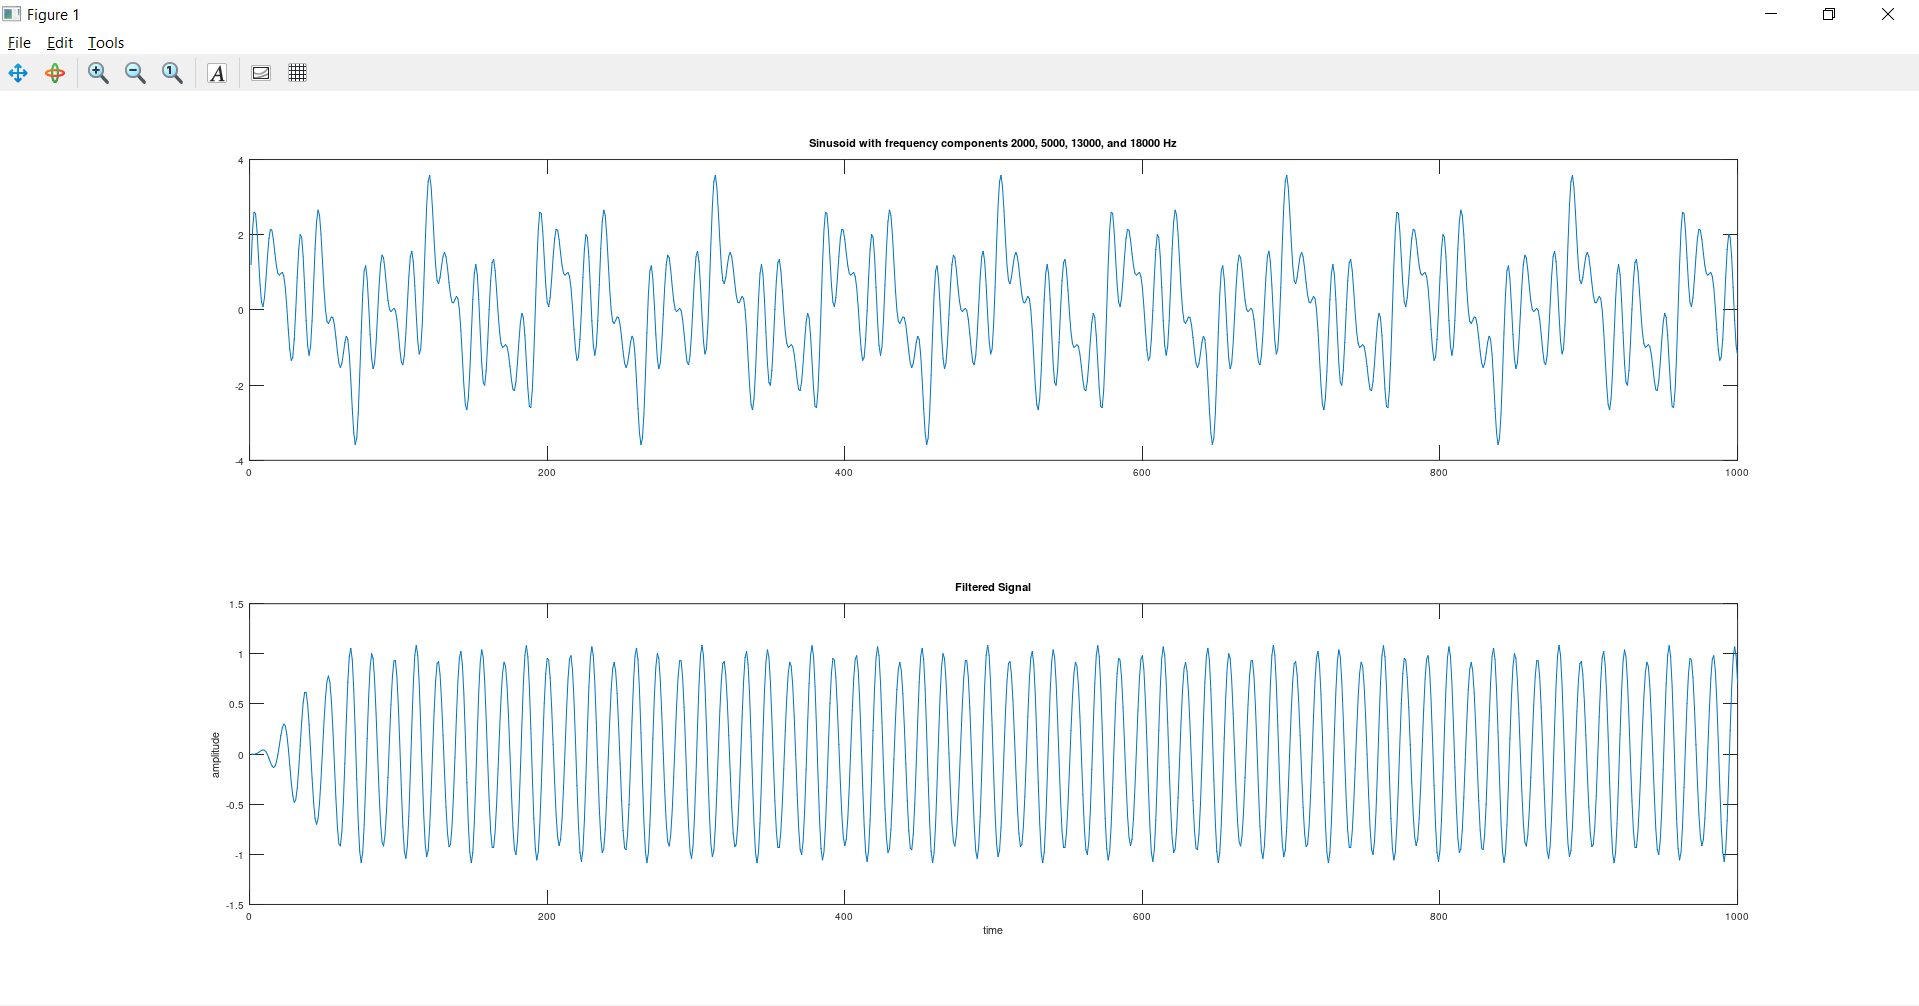 Figure 1
File Edit Tools
1 A
Sinusoid with frequency components 2000, 5000, 13000, and 18000 Hz
4
2
0
-2
-4
0 200 400 600 800 1000
Filtered Signal
1.5
1
0.5
0
-0.5
-1
-1.5
amplitude
0 200 400 600 800 1000
time